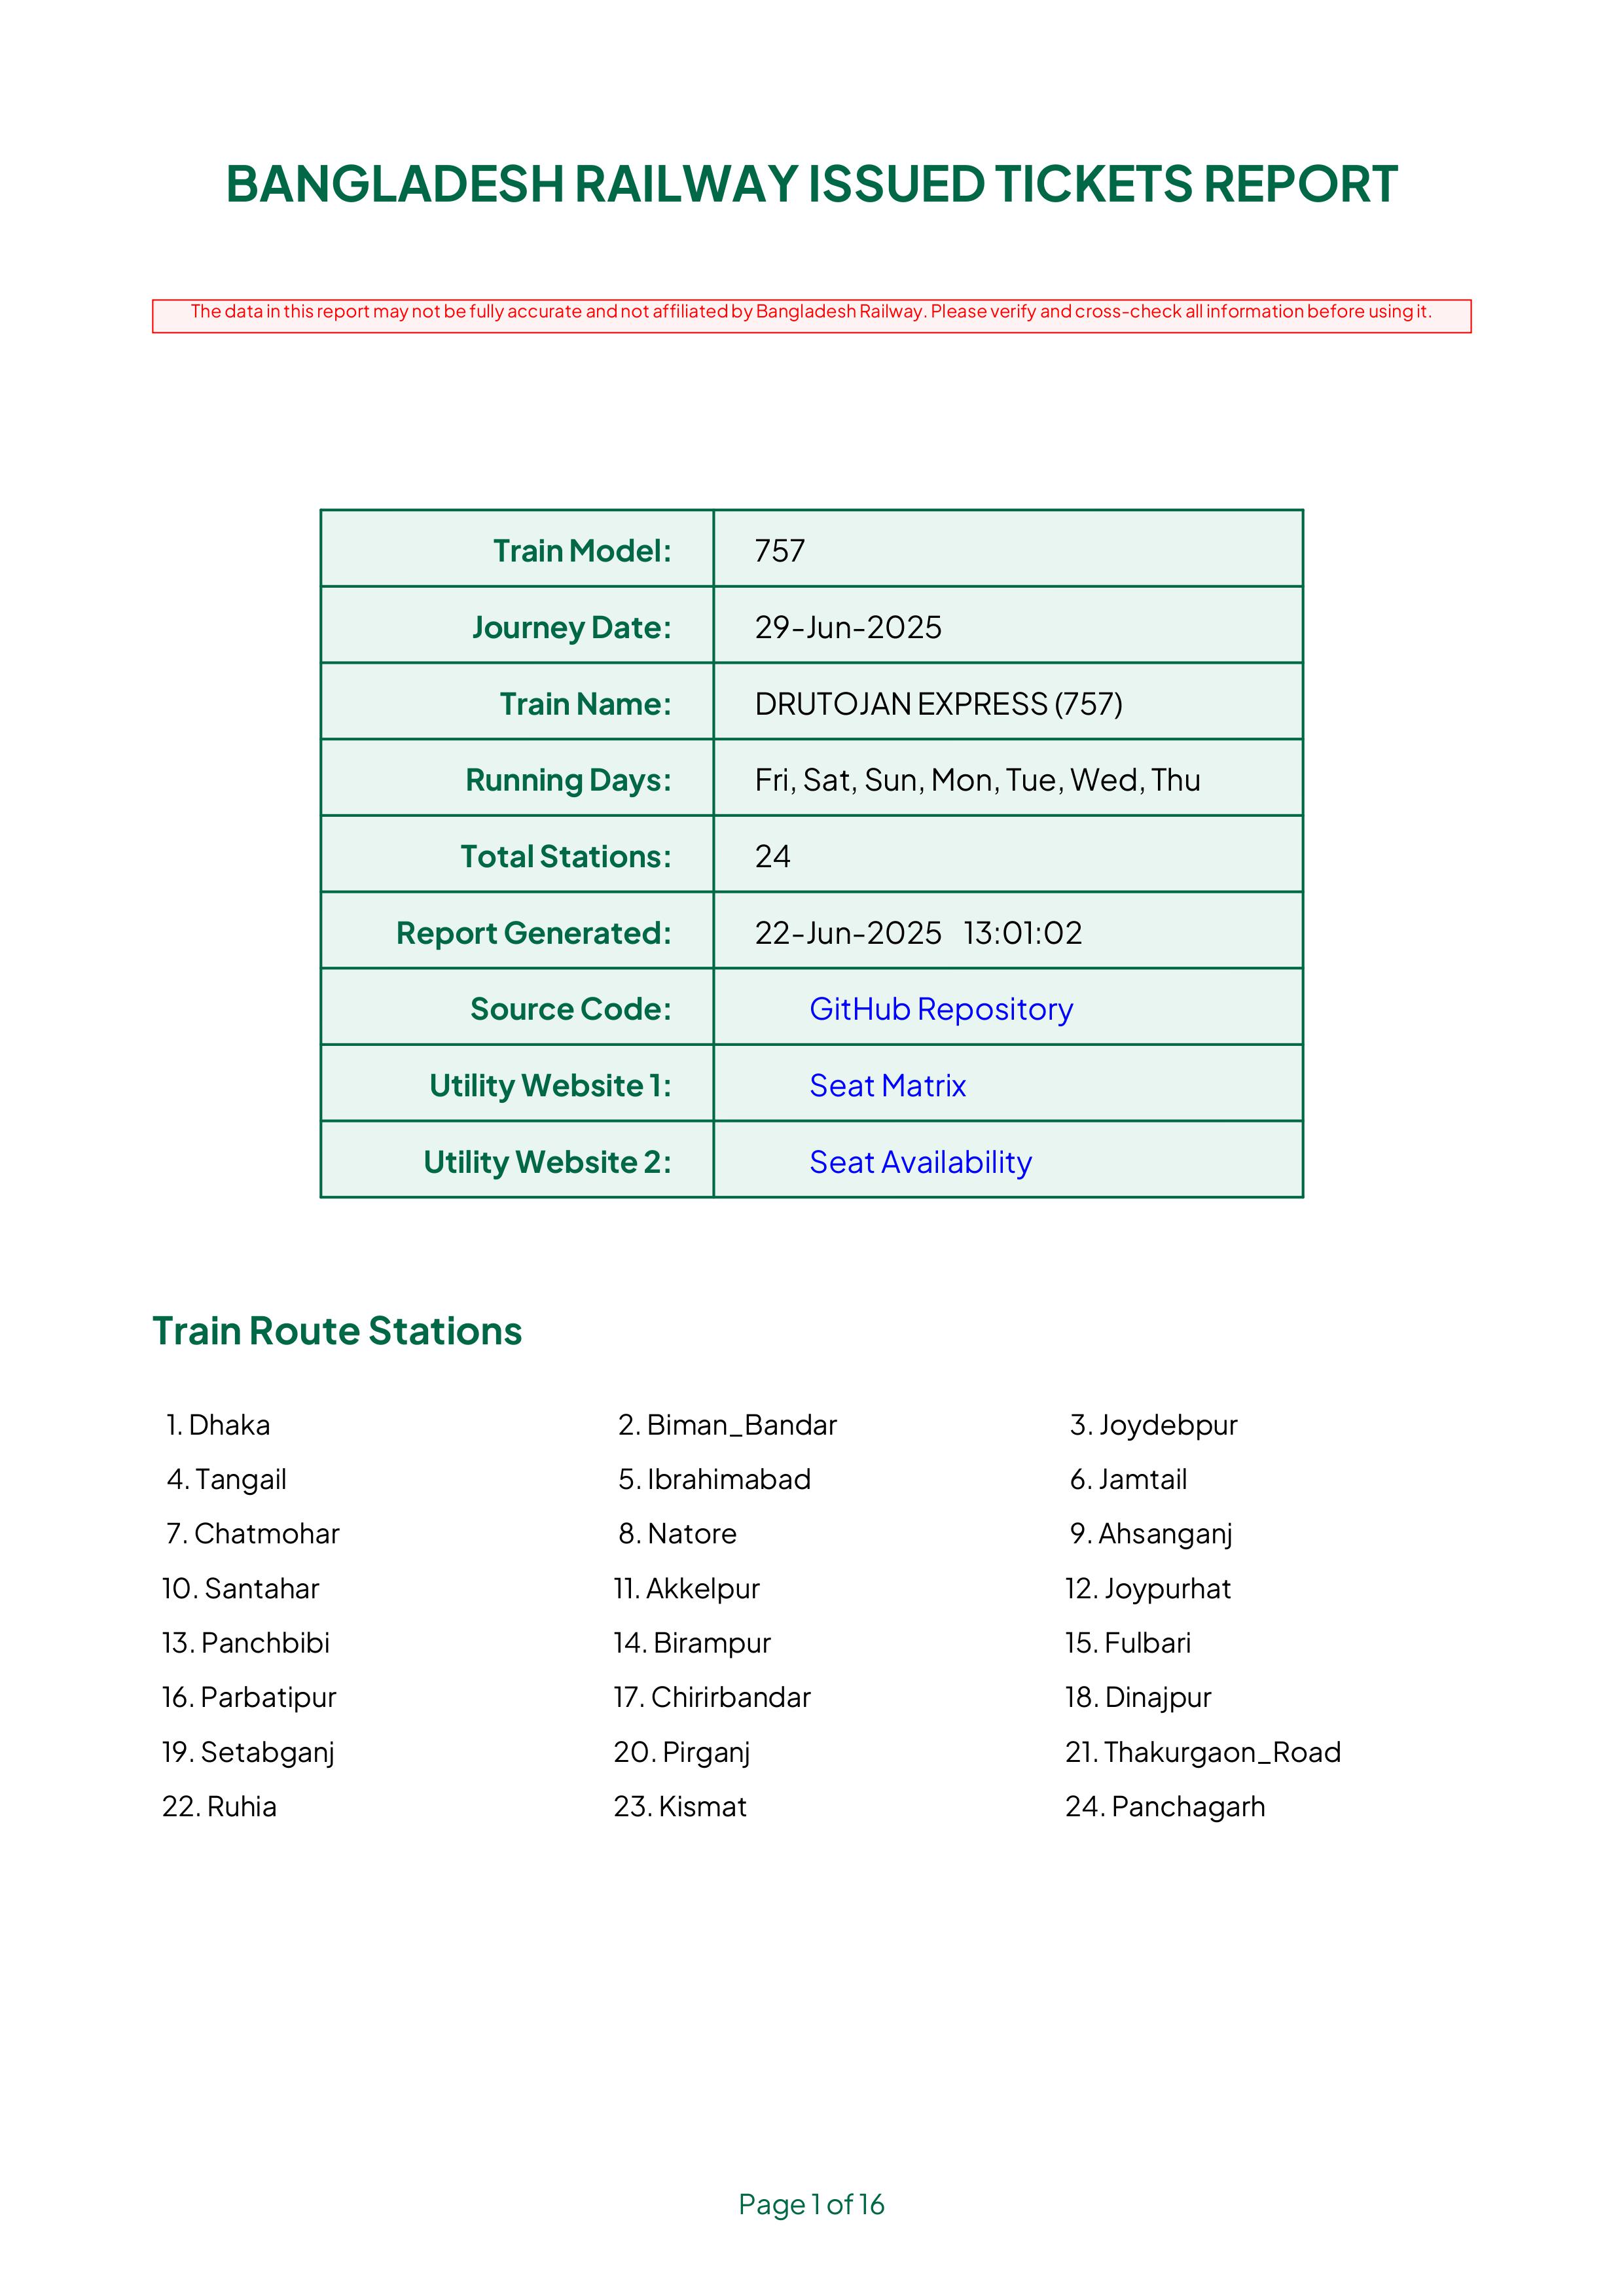 BANGLADESH RAILWAY ISSUED TICKETS REPORT
The data in this report may not be fully accurate and not affiliated by Bangladesh Railway. Please verify and cross-check all information before using it.
Train Model: 757
Journey Date: 29-Jun-2025
Train Name: DRUTOJAN EXPRESS (757)
Running Days: Fri, Sat, Sun, Mon, Tue, Wed, Thu
Total Stations: 24
Report Generated: 22-Jun-2025 13:01:02
Source Code: GitHub Repository
Utility Website 1: Seat Matrix
Utility Website 2: Seat Availability
Train Route Stations
1. Dhaka 2. Biman_Bandar 3. Joydebpur
4. Tangail 5. Ibrahimabad 6. Jamtail
7. Chatmohar 8. Natore 9. Ahsanganj
10. Santahar 11. Akkelpur 12. Joypurhat
13. Panchbibi 14. Birampur 15. Fulbari
16. Parbatipur 17. Chirirbandar 18. Dinajpur
19. Setabganj 20. Pirganj 21. Thakurgaon_Road
22. Ruhia 23. Kismat 24. Panchagarh
Page 1 of 16